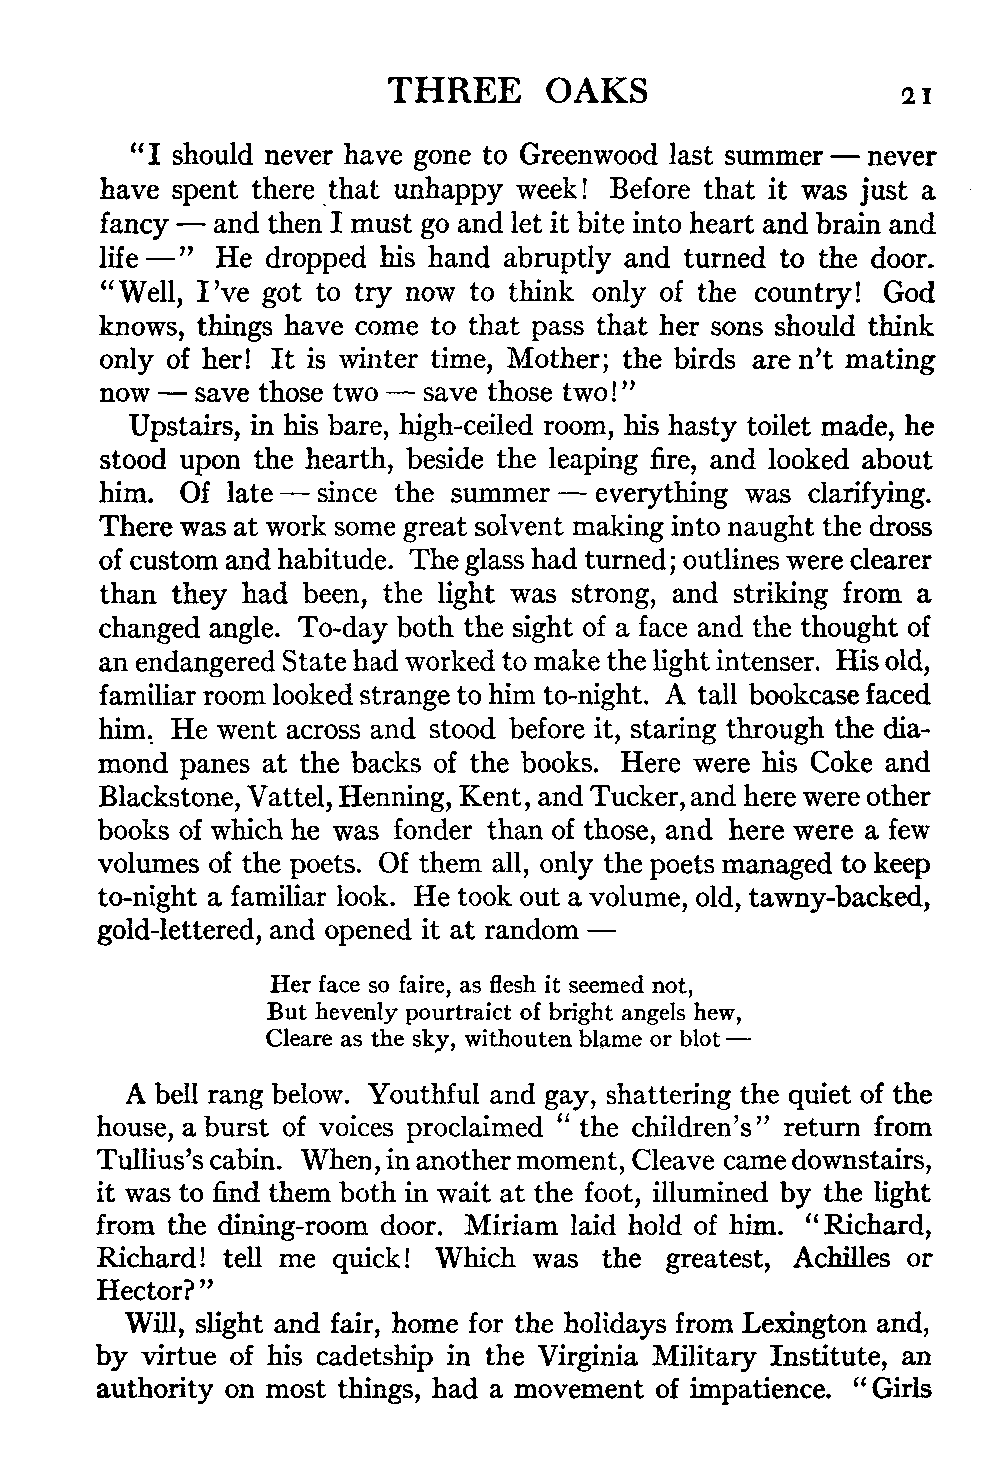 THREE OAKS 21
"I should never have gone to Greenwood last summer — never
have spent there that unhappy week! Before that it was just a
fancy — and then I must go and let it bite into heart and brain and
life —" He dropped his hand abruptly and turned to the door.
"Well, I've got to try now to think only of the country! God
knows, things have come to that pass that her sons should think
only of her! It is winter time, Mother; the birds are n't mating
now — save those two — save those two!"
Upstairs, in his bare, high-ceiled room, his hasty toilet made, he
stood upon the hearth, beside the leaping fire, and looked about
him. Of late — since the summer — everything was clarifying.
There was at work some great solvent making into naught the dross
of custom and habitude. The glass had turned; outlines were clearer
than they had been, the light was strong, and striking from a
changed angle. To-day both the sight of a face and the thought of
an endangered State had worked to make the light intenser. His old,
familiar room looked strange to him to-night. A tall bookcase faced
him. He went across and stood before it, staring through the dia-
mond panes at the backs of the books. Here were his Coke and
Blackstone, Vattel, Henning, Kent, and Tucker, and here were other
books of which he was fonder than of those, and here were a few
volumes of the poets. Of them all, only the poets managed to keep
to-night a familiar look. He took out a volume, old, tawny-backed,
gold-lettered, and opened it at random —
Her face so faire, as flesh it seemed not,
But hevenly pourtraict of bright angels hew,
Cleare as the sky, withouten blame or blot —
A bell rang below. Youthful and gay, shattering the quiet of the
house, a burst of voices proclaimed "the children's" return from
Tullius's cabin. When, in another moment, Cleave came downstairs,
it was to find them both in wait at the foot, illumined by the light
from the dining-room door. Miriam laid hold of him. "Richard,
Richard! tell me quick! Which was the greatest, Achilles or
Hector?"
Will, slight and fair, home for the holidays from Lexington and,
by virtue of his cadetship in the Virginia Military Institute, an
authority on most things, had a movement of impatience. "Girls